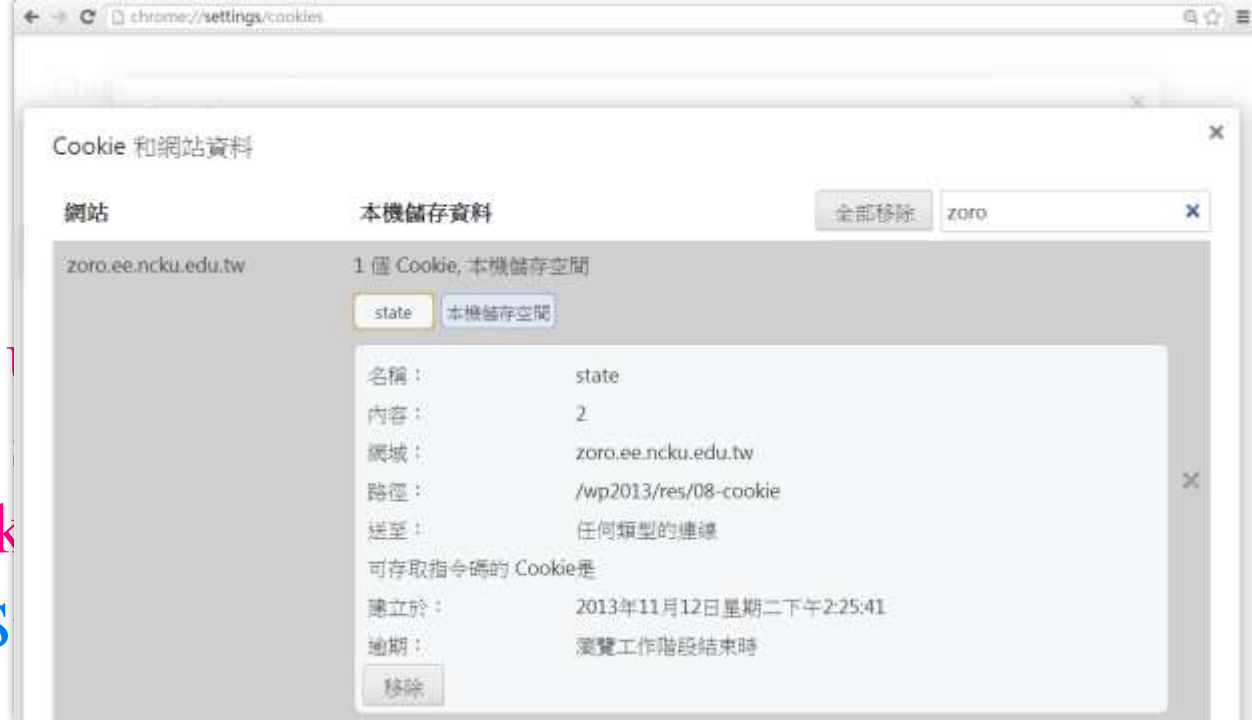 chrome://settings/cookies
Cookie 和網站資料
網站 本機儲存資料 全部移除 zoro
zoro.ee.ncku.edu.tw 1 個 Cookie, 本機儲存空間
state 本機儲存空間
名稱： state
內容： 2
網域： zoro.ee.ncku.edu.tw
路徑： /wp2013/res/08-cookie
送至： 任何類型的連線
可存取指令碼的 Cookie是
建立於： 2013年11月12日星期二下午2:25:41
逾期： 瀏覽工作階段結束時
移除